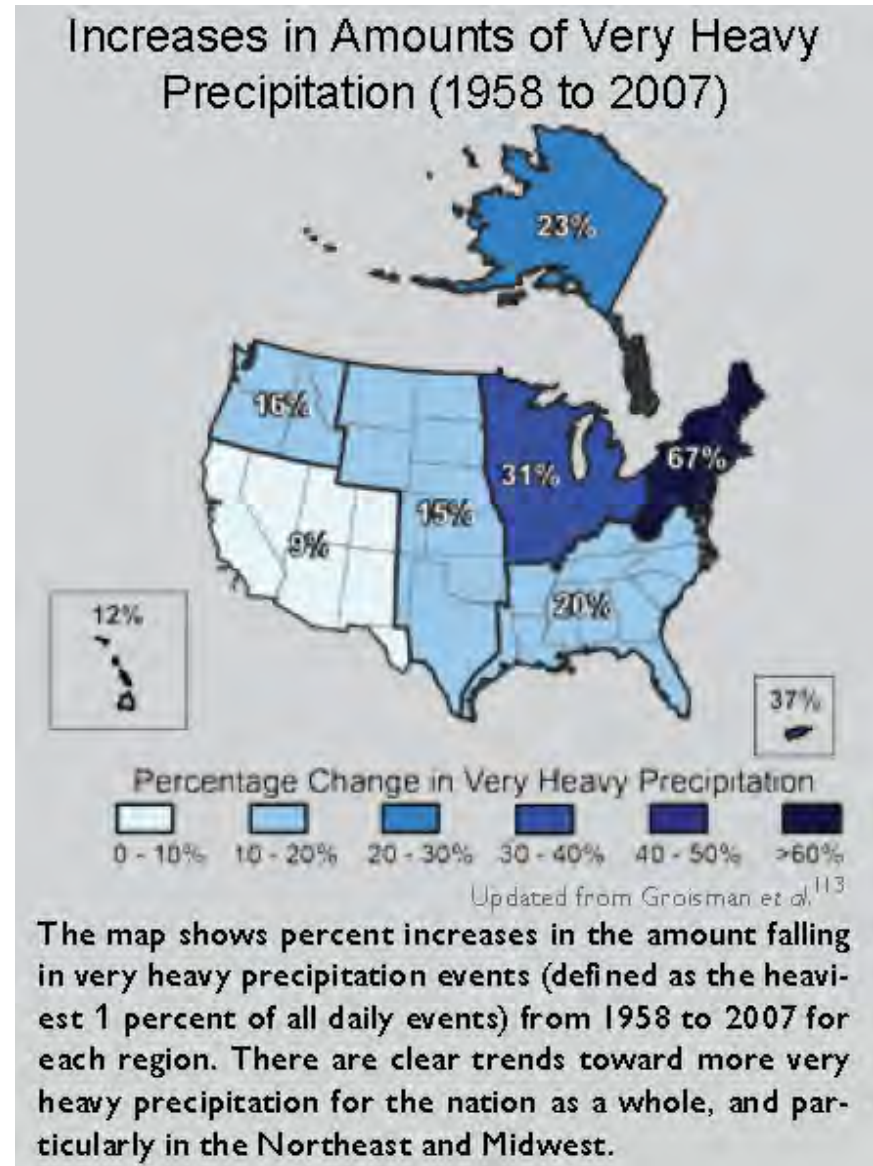 Increases in Amounts of Very Heavy
Precipitation (1958 to 2007)
23%
16%
67%
31%
15%
9%
20%
12%
37%
Percentage Change in Very Heavy Precipitation
0 - 10% 10 - 20% 20 - 30% 30 - 40% 40 - 50% >60%
Updated from Groisman et al.113
The map shows percent increases in the amount falling
in very heavy precipitation events (defined as the heavi-
est 1 percent of all daily events) from 1958 to 2007 for
each region. There are clear trends toward more very
heavy precipitation for the nation as a whole, and par-
ticularly in the Northeast and Midwest.